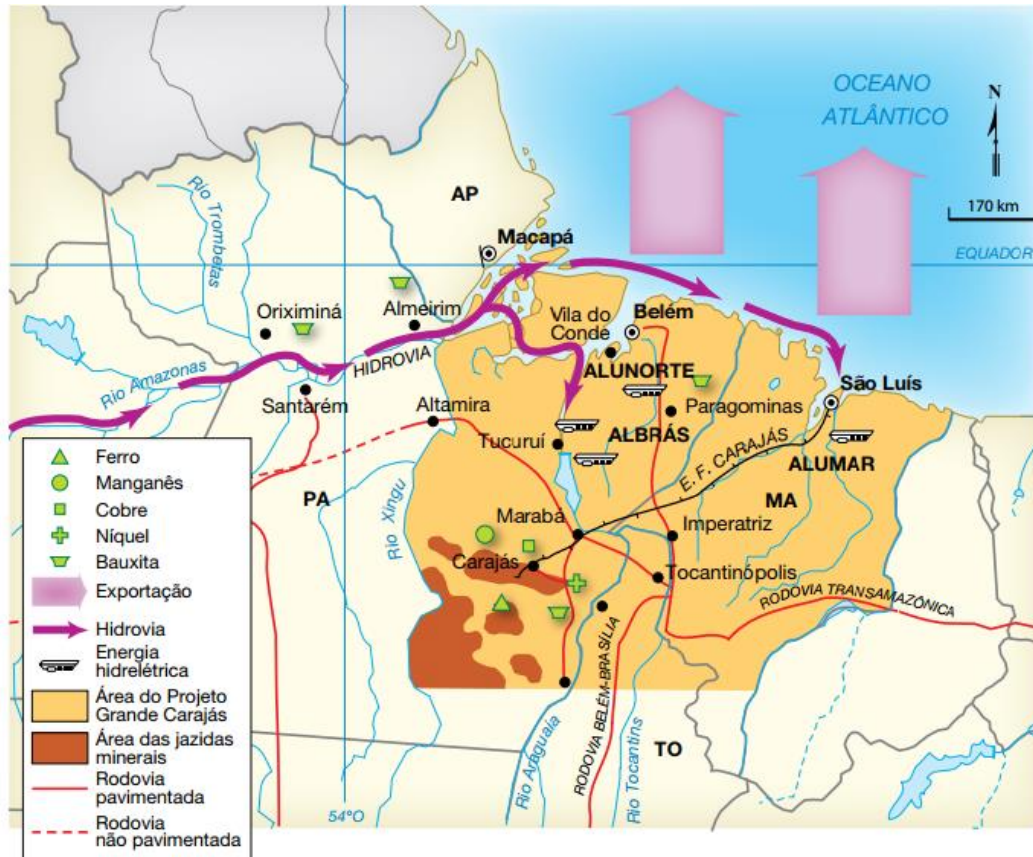 OCEANO
ATLÂNTICO
N
170 km
EQUADOR
AP
Macapá
Rio Trombetas
Oriximiná
Almeirim
Vila do
Conde
Belém
HIDROVIA
Rio Amazonas
ALUNORTE
São Luís
Santarém
Altamira
Paragominas
Tucuruí
ALBRÁS
E. F. CARAJÁS
ALUMAR
PA
Rio Xingu
MA
Marabá
Imperatriz
Carajás
Tocantinópolis
RODOVIA TRANSAMAZÔNICA
RODOVIA BELÉM-BRASÍLIA
Rio Araguaia
Rio Tocantins
TO
54ºO
Ferro
Manganês
Cobre
Níquel
Bauxita
Exportação
Hidrovia
Energia
hidrelétrica
Área do Projeto
Grande Carajás
Área das jazidas
minerais
Rodovia
pavimentada
Rodovia
não pavimentada